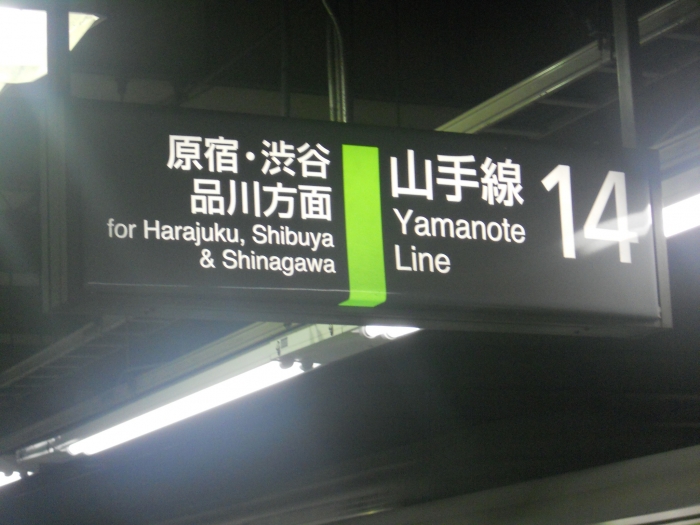 原宿・渋谷
品川方面
for Harajuku, Shibuya
& Shinagawa
山手線
Yamanote
Line
14